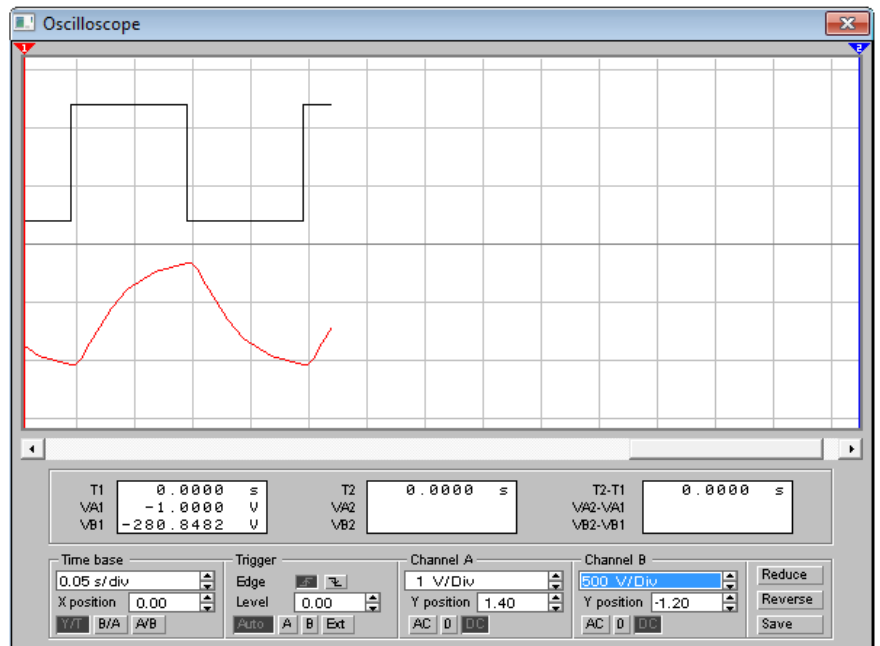 Oscilloscope
1 2
T1 0.0000 s T2 0.0000 s T2-T1 0.0000 s
VA1 -1.0000 V VA2 VA2-VA1
VB1 -280.8482 V VB2 VB2-VB1
Time base Trigger Channel A Channel B
0.05 s/div Edge 1 V/Div 500 V/Div Reduce
X position 0.00 Level 0.00 Y position 1.40 Y position -1.20 Reverse
Y/T B/A A/B Auto A B Ext AC 0 DC AC 0 DC Save